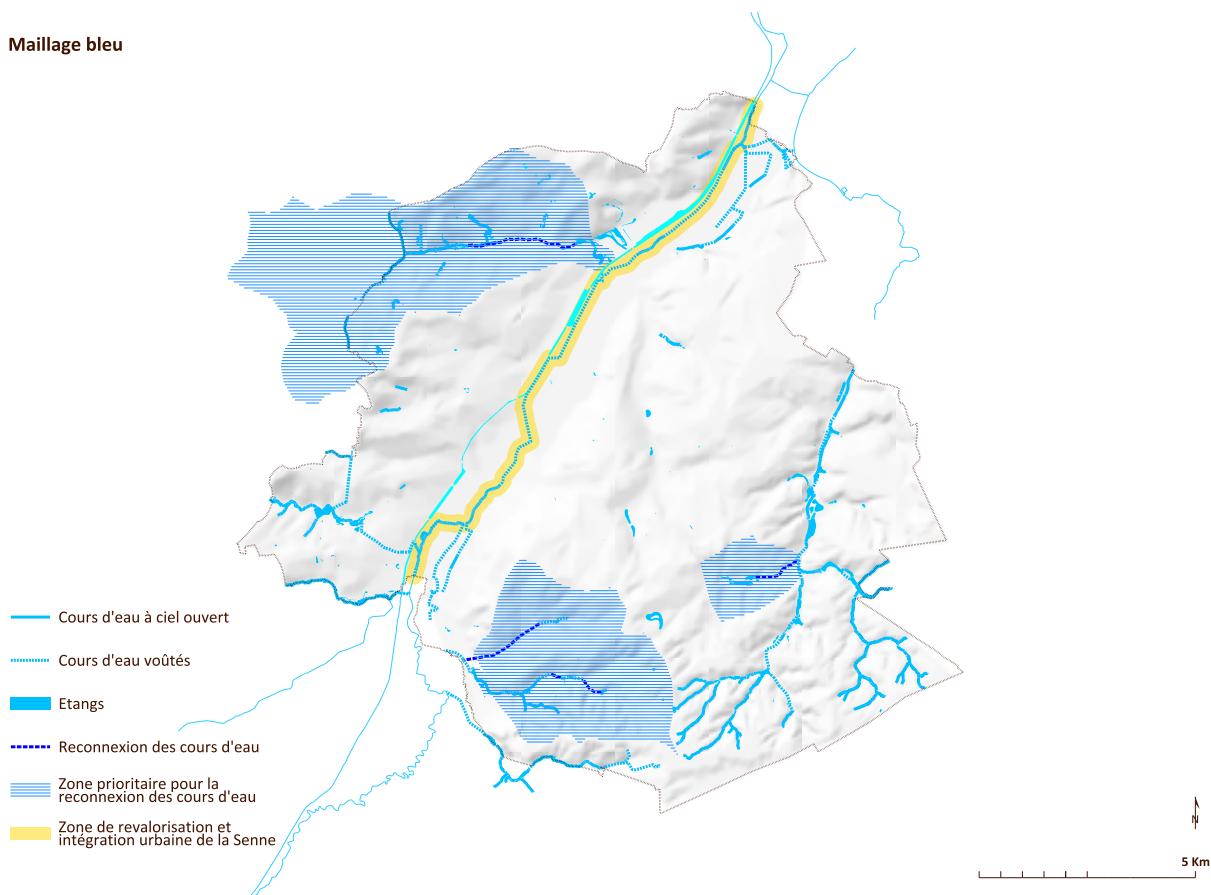 Maillage bleu
Cours d'eau à ciel ouvert
Cours d'eau voûtés
Etangs
Reconnexion des cours d'eau
Zone prioritaire pour la
reconnexion des cours d'eau
Zone de revalorisation et
intégration urbaine de la Senne
N
5 Km